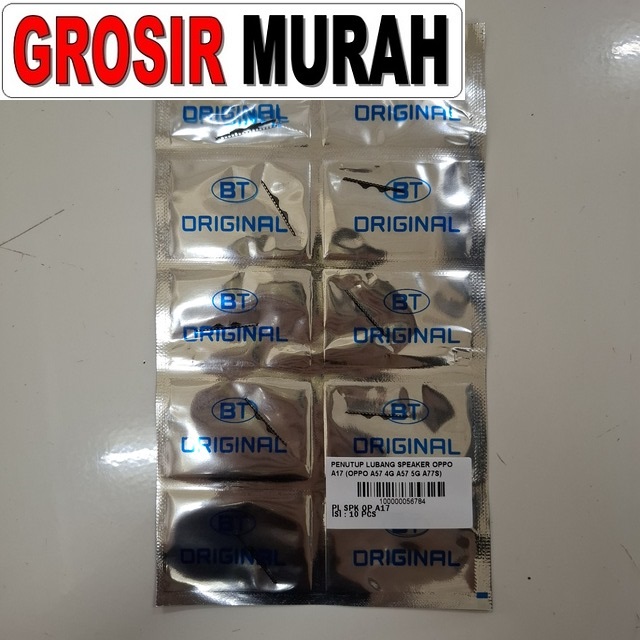 GROSIR MURAH
ORIGINAL ORIGINAL
BT BT
ORIGINAL ORIGINAL
BT BT
ORIGINAL ORIGINAL
BT BT
ORIGINAL ORIGINAL
PENUTUP LUBANG SPEAKER OPPO
A17 (OPPO A57 4G A57 5G A77S)
100000056784
PL SPK OP A17
ISI : 10 PCS
BT
ORIGINAL ORIGINAL